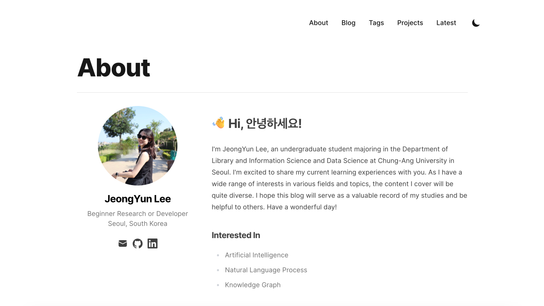 About Blog Tags Projects Latest
About
Hi, 안녕하세요!
I'm JeongYun Lee, an undergraduate student majoring in the Department of
Library and Information Science and Data Science at Chung-Ang University in
Seoul. I'm excited to share my current learning experiences with you. As I have a
wide range of interests in various fields and topics, the content I cover will be
quite diverse. I hope this blog will serve as a valuable record of my studies and be
helpful to others. Have a wonderful day!
JeongYun Lee
Beginner Research or Developer
Seoul, South Korea
Interested In
Artificial Intelligence
Natural Language Process
Knowledge Graph